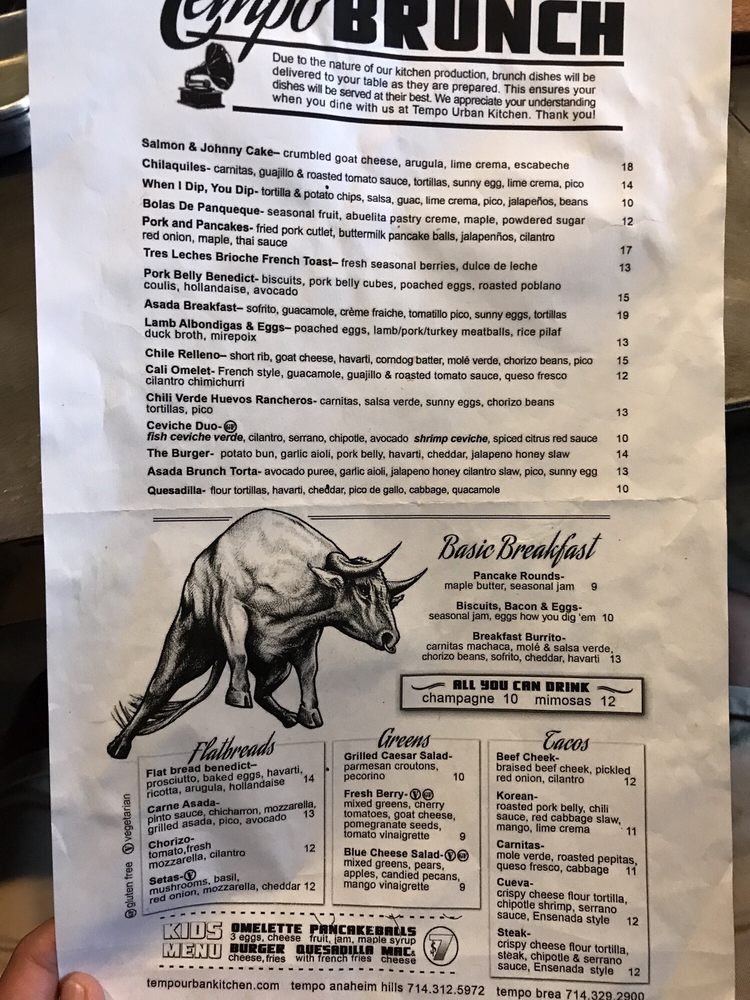 Tempo BRUNCH
Due to the nature of our kitchen production, brunch dishes will be
delivered to your table as they are prepared. This ensures your
dishes will be served at their best. We appreciate your understanding
when you dine with us at Tempo Urban Kitchen. Thank you!
Salmon & Johnny Cake– crumbled goat cheese, arugula, lime crema, escabeche 18
Chilaquiles- carnitas, guajillo & roasted tomato sauce, tortillas, sunny egg, lime crema, pico 14
When I Dip, You Dip- tortilla & potato chips, salsa, guac, lime crema, pico, jalapeños, beans 10
Bolas De Panqueque- seasonal fruit, abuelita pastry creme, maple, powdered sugar 12
Pork and Pancakes- fried pork cutlet, buttermilk pancake balls, jalapenños, cilantro
red onion, maple, thai sauce 17
Tres Leches Brioche French Toast– fresh seasonal berries, dulce de leche 13
Pork Belly Benedict- biscuits, pork belly cubes, poached eggs, roasted poblano
coulis, hollandaise, avocado 15
Asada Breakfast– sofrito, guacamole, crème fraiche, tomatillo pico, sunny eggs, tortillas 19
Lamb Albondigas & Eggs– poached eggs, lamb/pork/turkey meatballs, rice pilaf
duck broth, mirepoix 13
Chile Relleno– short rib, goat cheese, havarti, corndog batter, molé verde, chorizo beans, pico 15
Cali Omelet- French style, guacamole, guajillo & roasted tomato sauce, queso fresco 12
cilantro chimichurri
Chili Verde Huevos Rancheros- carnitas, salsa verde, sunny eggs, chorizo beans
tortillas, pico 13
Ceviche Duo- GF
fish ceviche verde, cilantro, serrano, chipotle, avocado shrimp ceviche, spiced citrus red sauce 10
The Burger- potato bun, garlic aioli, pork belly, havarti, cheddar, jalapeno honey slaw 14
Asada Brunch Torta- avocado puree, garlic aioli, jalapeno honey cilantro slaw, pico, sunny egg 13
Quesadilla- flour tortillas, havarti, cheddar, pico de gallo, cabbage, quacamole 10
Basic Breakfast
Pancake Rounds-
maple butter, seasonal jam 9
Biscuits, Bacon & Eggs-
seasonal jam, eggs how you dig 'em 10
Breakfast Burrito-
carnitas machaca, molé & salsa verde,
chorizo beans, sofrito, cheddar, havarti 13
ALL YOU CAN DRINK
champagne 10 mimosas 12
Flatbreads
Flat bread benedict–
prosciutto, baked eggs, havarti,
ricotta, arugula, hollandaise 14
Carne Asada-
pinto sauce, chicharron, mozzarella,
grilled asada, pico, avocado 13
Chorizo-
tomato,fresh 12
mozzarella, cilantro
Setas- V
mushrooms, basil,
red onion, mozzarella, cheddar 12
GF gluten free V vegetarian
Greens
Grilled Caesar Salad-
parmesan croutons,
pecorino 10
Fresh Berry- V GF
mixed greens, cherry
tomatoes, goat cheese,
pomegranate seeds,
tomato vinaigrette 9
Blue Cheese Salad- V GF
mixed greens, pears,
apples, candied pecans,
mango vinaigrette 9
Tacos
Beef Cheek-
braised beef cheek, pickled
red onion, cilantro 12
Korean-
roasted pork belly, chili
sauce, red cabbage slaw,
mango, lime crema 11
Carnitas-
mole verde, roasted pepitas,
queso fresco, cabbage 11
Cueva-
crispy cheese flour tortilla,
chipotle shrimp, serrano
sauce, Ensenada style 12
Steak-
crispy cheese flour tortilla,
steak, chipotle & serrano
sauce, Ensenada style 12
KIDS MENU
OMELETTE PANCAKEBALLS
3 eggs, cheese fruit, jam, maple syrup
BURGER QUESADILLA MAC&
cheese,fries with french fries cheese
$7
tempourbankitchen.com tempo anaheim hills 714.312.5972 tempo brea 714.329.2900